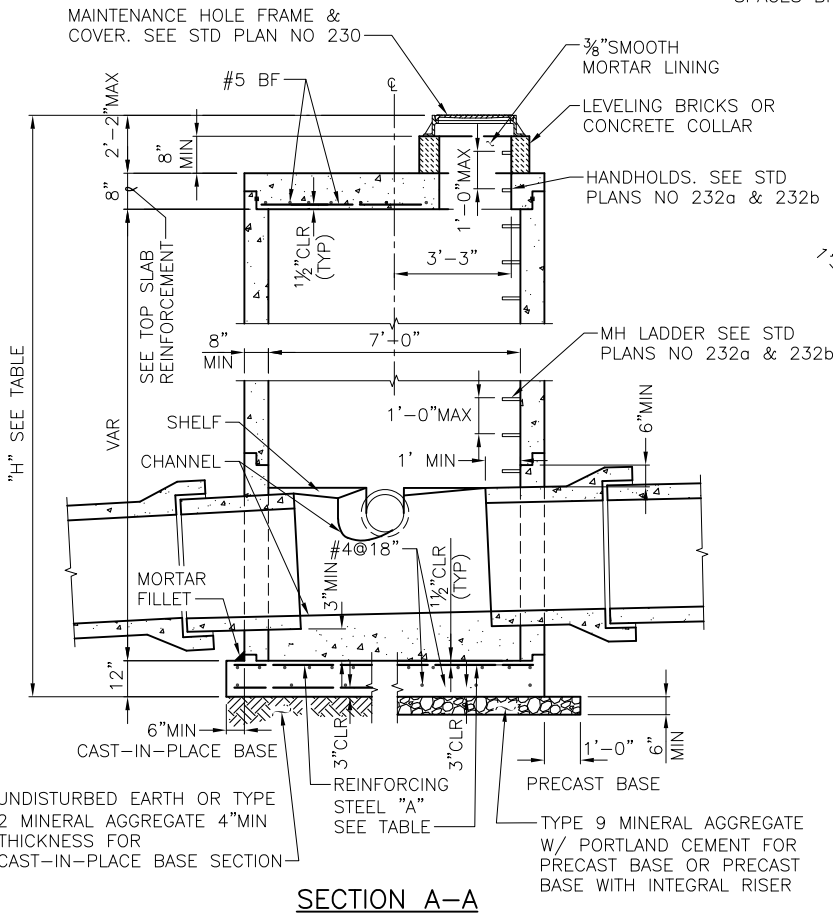 MAINTENANCE HOLE FRAME &
COVER. SEE STD PLAN NO 230
#5 BF
℄
3/8" SMOOTH
MORTAR LINING
LEVELING BRICKS OR
CONCRETE COLLAR
2'-2"MAX
8"
MIN
8"
HANDHOLDS. SEE STD
PLANS NO 232a & 232b
1'-0"MAX
1½"CLR
(TYP)
3'-3"
SEE TOP SLAB
REINFORCEMENT
8"
MIN
7'-0"
MH LADDER SEE STD
PLANS NO 232a & 232b
"H" SEE TABLE
VAR
SHELF
1'-0"MAX
6"MIN
CHANNEL
1' MIN
#4@18"
3"MIN
1½"CLR
(TYP)
MORTAR
FILLET
12"
6"MIN
3"CLR
3"CLR
1'-0"
6"
MIN
CAST-IN-PLACE BASE
PRECAST BASE
REINFORCING
STEEL "A"
SEE TABLE
UNDISTURBED EARTH OR TYPE
2 MINERAL AGGREGATE 4"MIN
THICKNESS FOR
CAST-IN-PLACE BASE SECTION
TYPE 9 MINERAL AGGREGATE
W/ PORTLAND CEMENT FOR
PRECAST BASE OR PRECAST
BASE WITH INTEGRAL RISER
SECTION A-A